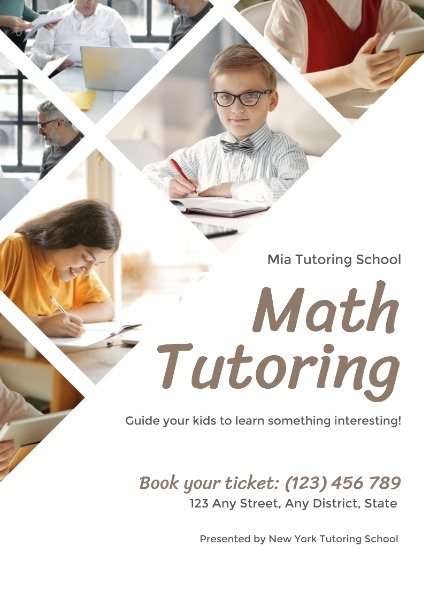 Mia Tutoring School
Math
Tutoring
Guide your kids to learn something interesting!
Book your ticket: (123) 456 789
123 Any Street, Any District, State
Presented by New York Tutoring School